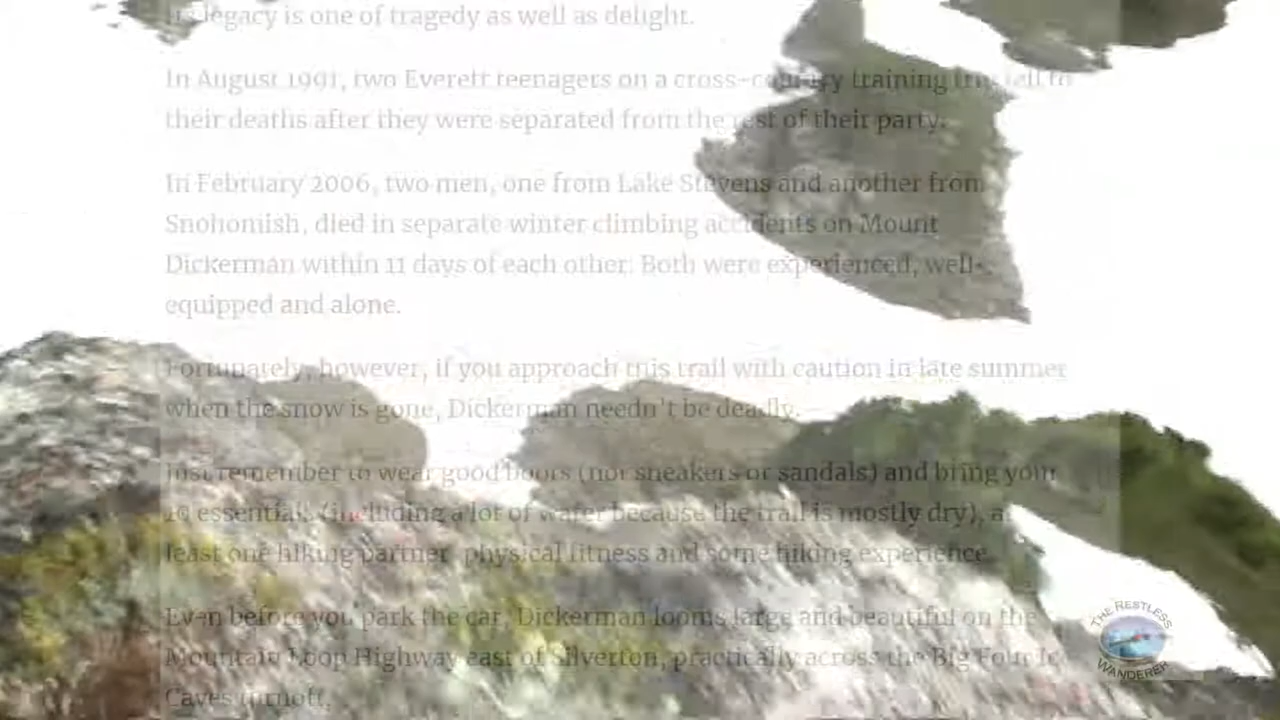 Its legacy is one of tragedy as well as delight.
In August 1991, two Everett teenagers on a cross-country training trip fell to
their deaths after they were separated from the rest of their party.
In February 2006, two men, one from Lake Stevens and another from
Snohomish, died in separate winter climbing accidents on Mount
Dickerman within 11 days of each other. Both were experienced, well-
equipped and alone.
Fortunately, however, if you approach this trail with caution in late summer
when the snow is gone, Dickerman needn't be deadly.
Just remember to wear good boots (not sneakers or sandals) and bring your
10 essentials (including a lot of water because the trail is mostly dry), at
least one hiking partner, physical fitness and some hiking experience.
Even before you park the car, Dickerman looms large and beautiful on the
Mountain Loop Highway east of Silverton, practically across the Big Four Ice
Caves turnoff.
THE RESTLESS
WANDERER